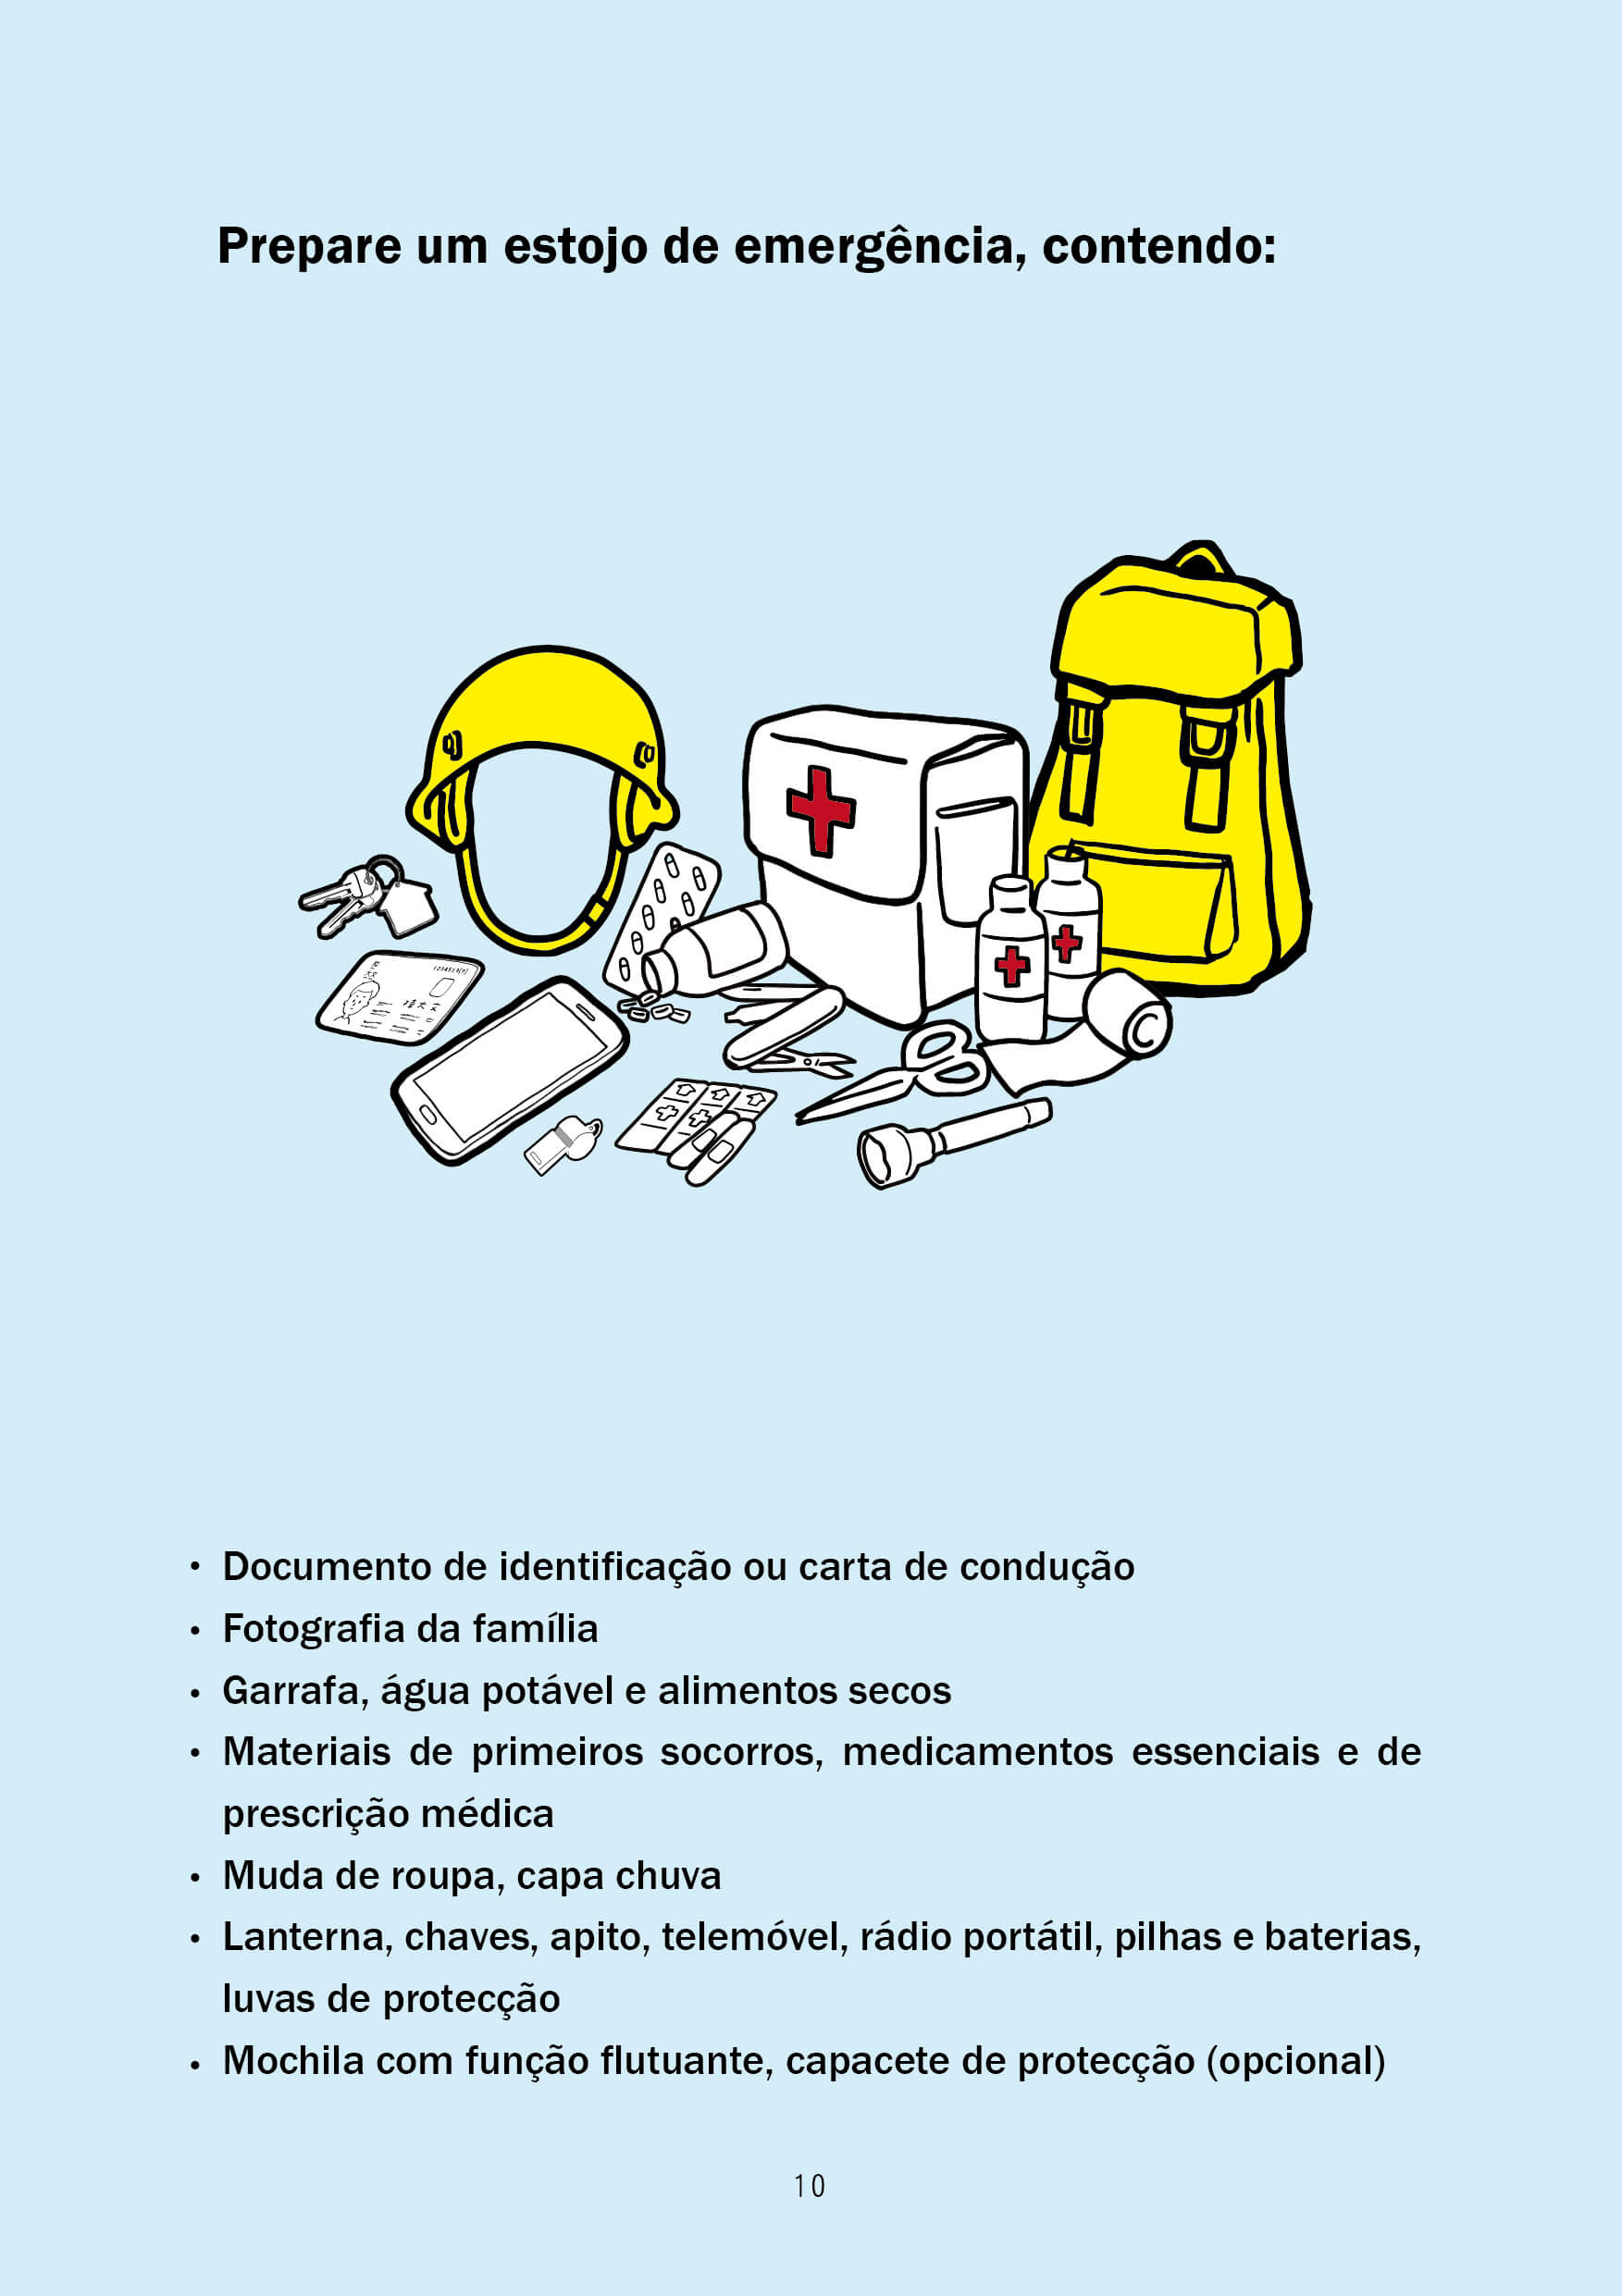 Prepare um estojo de emergência, contendo:
• Documento de identificação ou carta de condução
• Fotografia da família
• Garrafa, água potável e alimentos secos
• Materiais de primeiros socorros, medicamentos essenciais e de
prescrição médica
• Muda de roupa, capa chuva
• Lanterna, chaves, apito, telemóvel, rádio portátil, pilhas e baterias,
luvas de protecção
• Mochila com função flutuante, capacete de protecção (opcional)
10